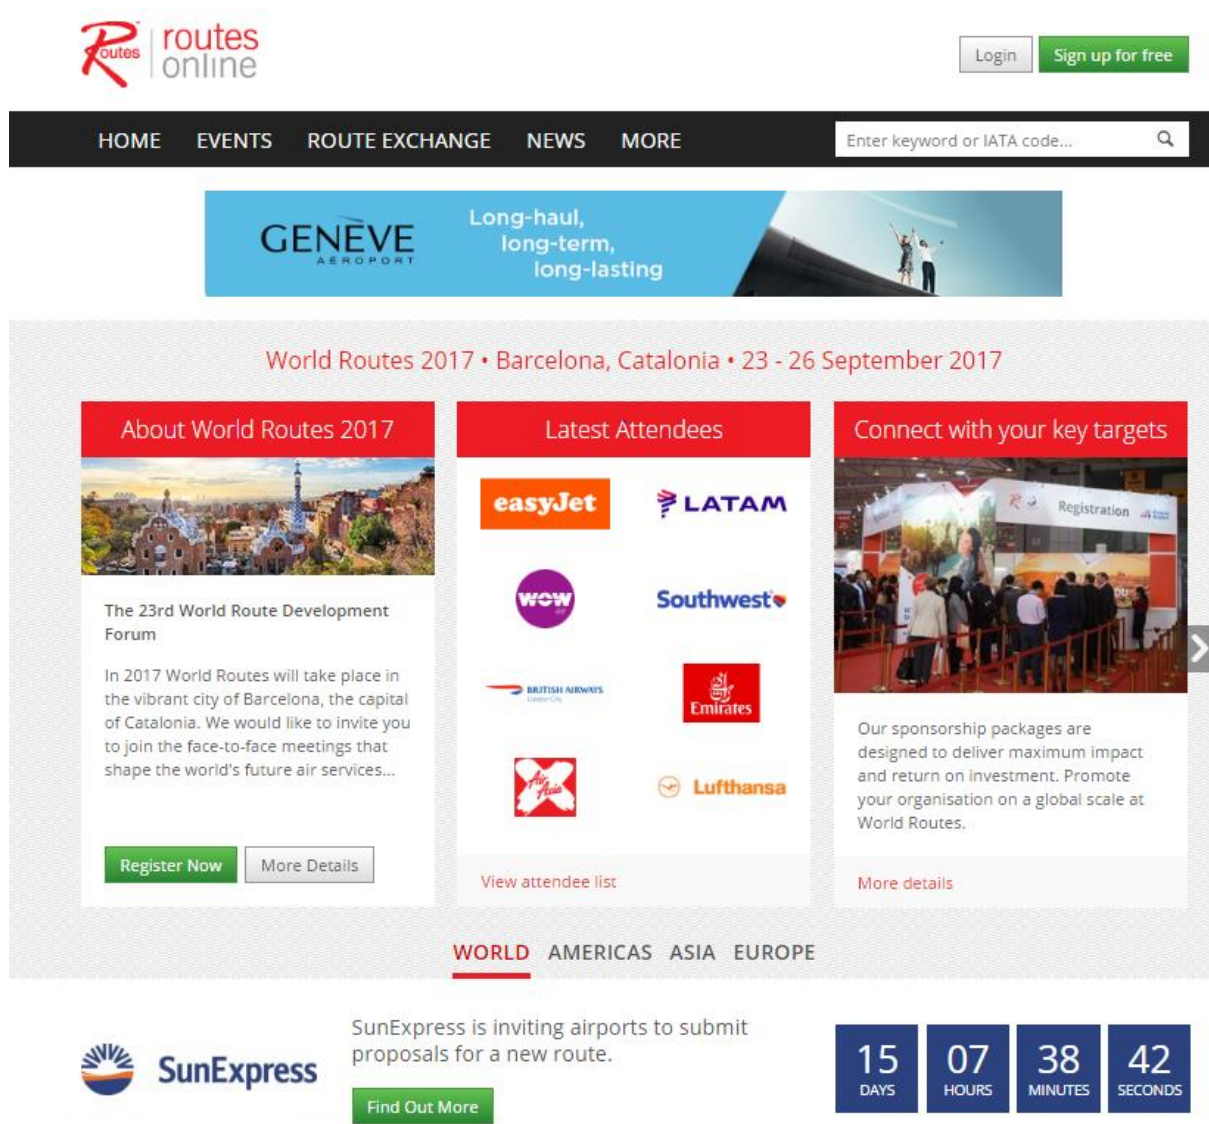 Routes
routes
online
Login
Sign up for free
HOME EVENTS ROUTE EXCHANGE NEWS MORE
Enter keyword or IATA code...
GENÈVE
AÉROPORT
Long-haul,
long-term,
long-lasting
World Routes 2017 • Barcelona, Catalonia • 23 - 26 September 2017
About World Routes 2017
The 23rd World Route Development
Forum
In 2017 World Routes will take place in
the vibrant city of Barcelona, the capital
of Catalonia. We would like to invite you
to join the face-to-face meetings that
shape the world's future air services...
Register Now
More Details
Latest Attendees
easyJet
LATAM
WOW
air
Southwest
BRITISH AIRWAYS
London City
Emirates
Air
Asia
Lufthansa
View attendee list
Connect with your key targets
Registration
Our sponsorship packages are
designed to deliver maximum impact
and return on investment. Promote
your organisation on a global scale at
World Routes.
More details
WORLD AMERICAS ASIA EUROPE
SunExpress
SunExpress is inviting airports to submit
proposals for a new route.
Find Out More
15 07 38 42
DAYS HOURS MINUTES SECONDS